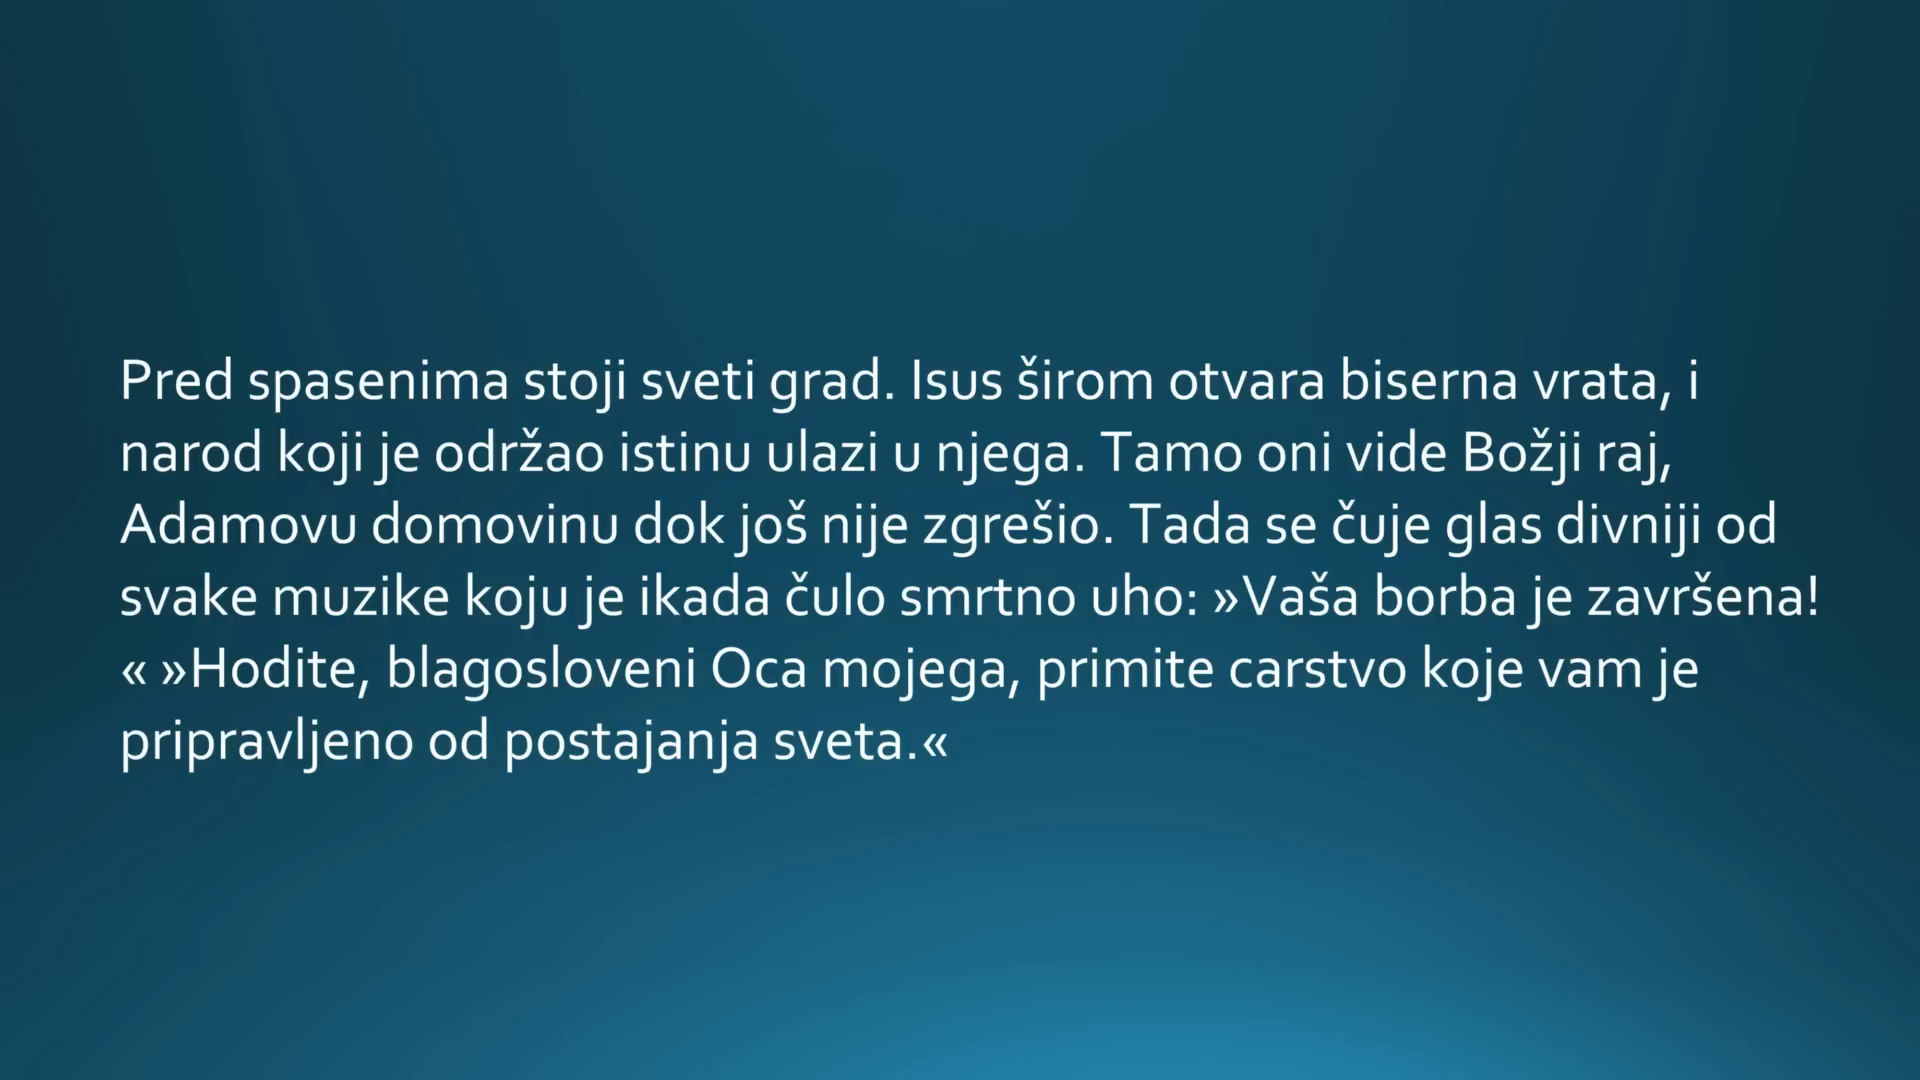 Pred spasenima stoji sveti grad. Isus širom otvara biserna vrata, i
narod koji je održao istinu ulazi u njega. Tamo oni vide Božji raj,
Adamovu domovinu dok još nije zgrešio. Tada se čuje glas divniji od
svake muzike koju je ikada čulo smrtno uho: »Vaša borba je završena!
« »Hodite, blagosloveni Oca mojega, primite carstvo koje vam je
pripravljeno od postajanja sveta.«